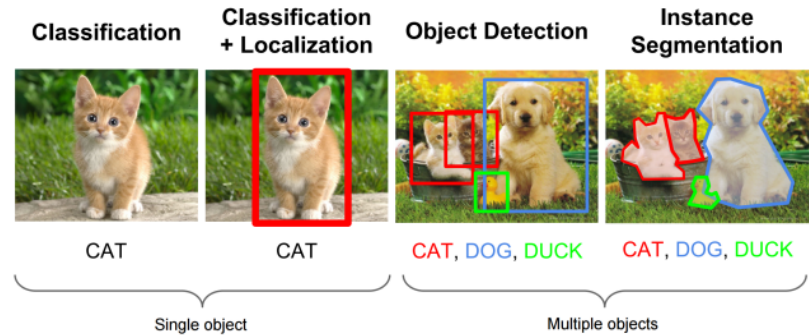 Classification
Classification
+ Localization
Object Detection
Instance
Segmentation
CAT
CAT
CAT, DOG, DUCK
CAT, DOG, DUCK
Single object
Multiple objects